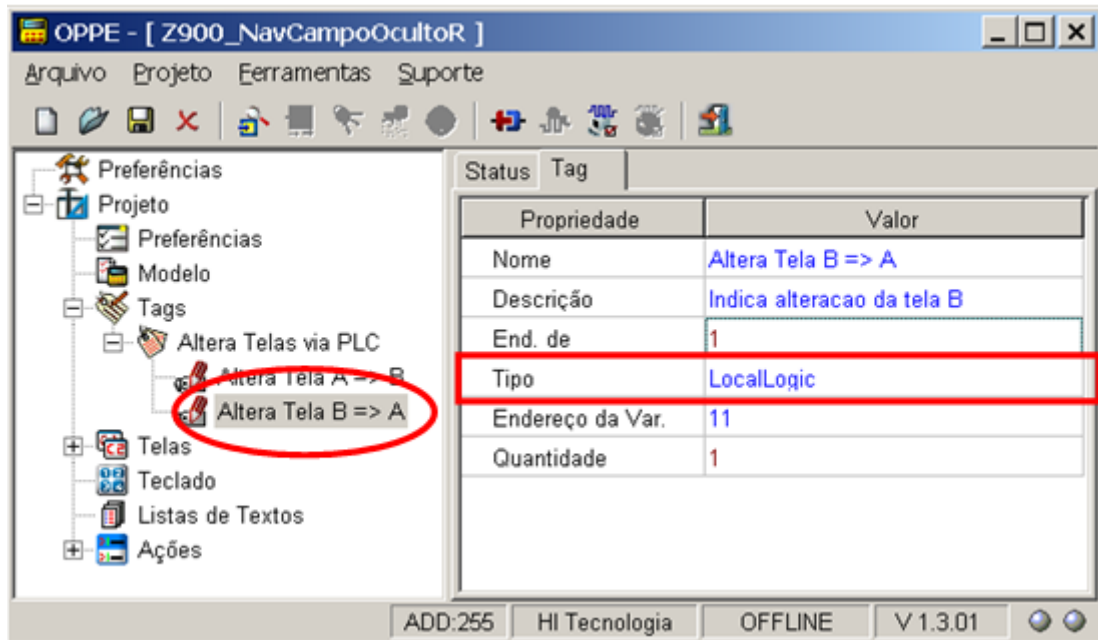 OPPE - [ Z900_NavCampoOcultoR ]
Arquivo Projeto Eerramentas Suporte
Preferências
Projeto
Preferências
Modelo
Tags
Altera Telas via PLC
Altera Tela A => B
Altera Tela B => A
Telas
Teclado
Listas de Textos
Ações
Status Tag
Propriedade Valor
Nome Altera Tela B => A
Descrição Indica alteracao da tela B
End. de 1
Tipo LocalLogic
Endereço da Var. 11
Quantidade 1
ADD:255 HI Tecnologia OFFLINE V 1.3.01